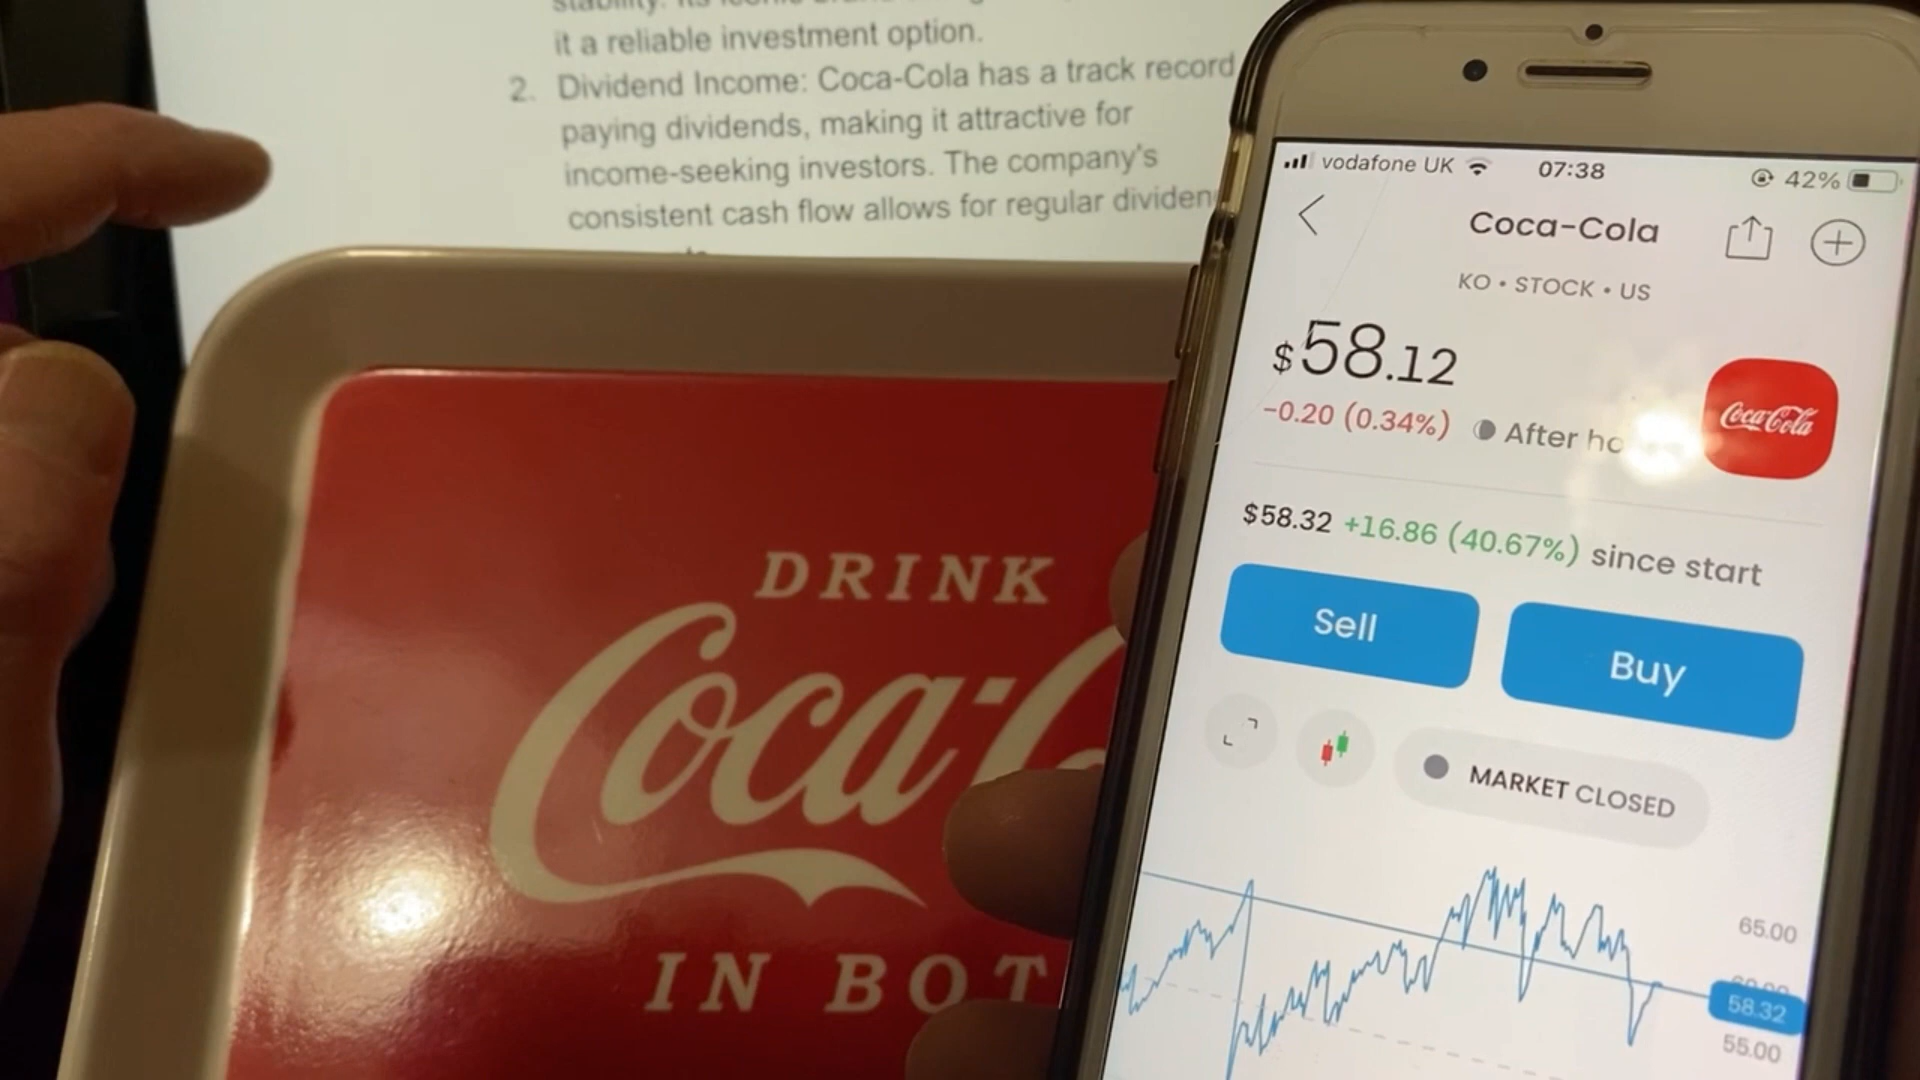 it a reliable investment option.
2. Dividend Income: Coca-Cola has a track record
paying dividends, making it attractive for
income-seeking investors. The company's
consistent cash flow allows for regular
DRINK
Coca-C
IN BOT
vodafone UK 07:38 42%
Coca-Cola
KO • STOCK • US
$58.12
-0.20 (0.34%) After
Coca-Cola
$58.32 +16.86 (40.67%) since start
Sell Buy
MARKET CLOSED
65.00
58.32
55.00